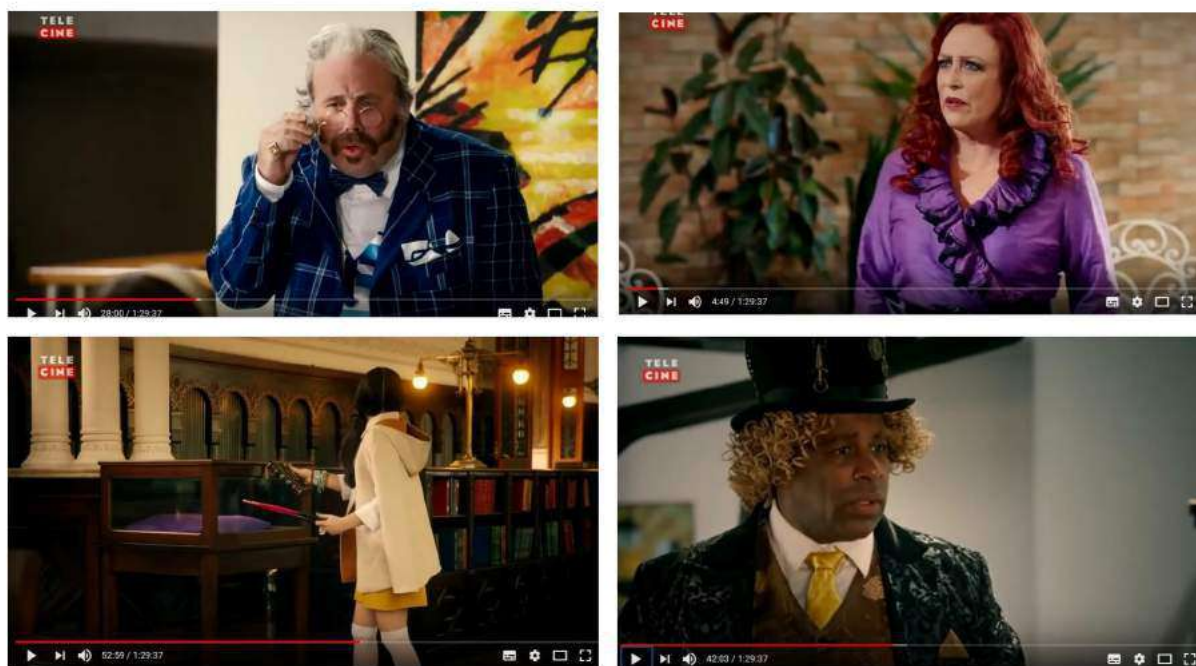 TELE
CINE
28:00 / 1:29:37
TELE
CINE
4:49 / 1:29:37
TELE
CINE
52:59 / 1:29:37
TELE
CINE
42:03 / 1:29:37